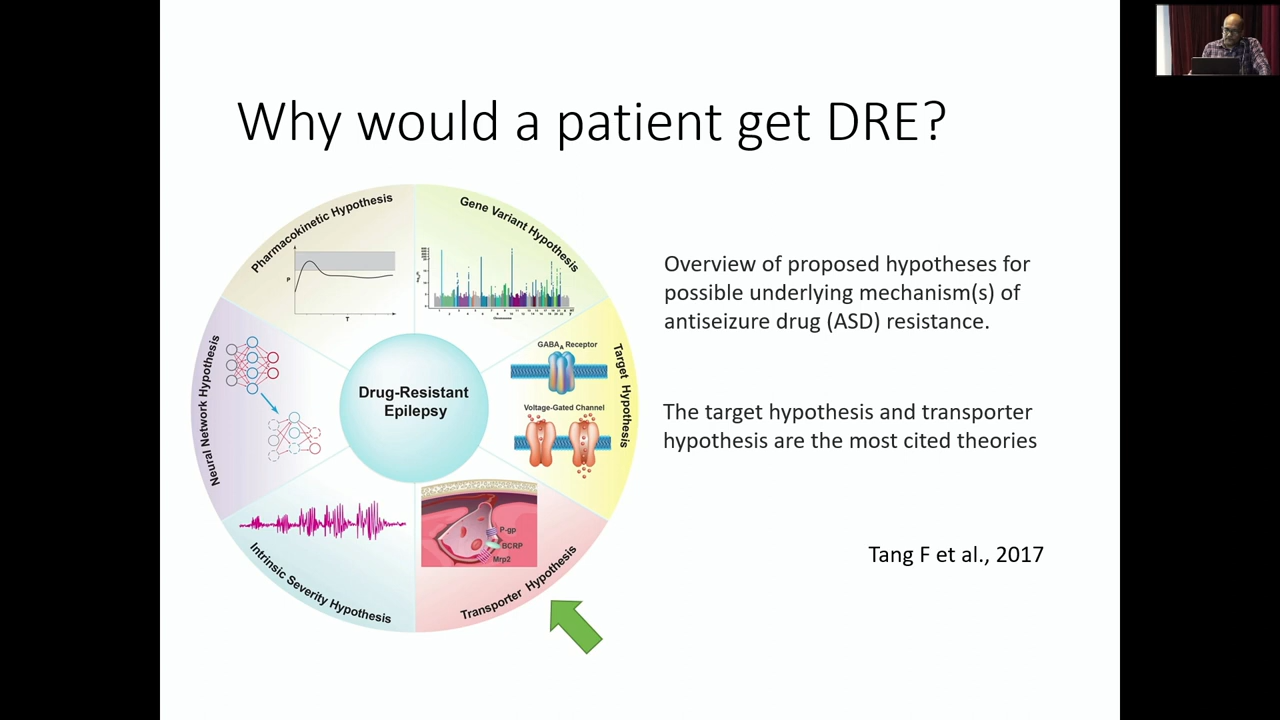 Why would a patient get DRE?
Pharmacokinetic Hypothesis
P
T
Gene Variant Hypothesis
Chromosome
Target Hypothesis
GABAA Receptor
Voltage-Gated Channel
Transporter Hypothesis
P-gp
BCRP
Mrp2
Intrinsic Severity Hypothesis
Neural Network Hypothesis
Drug-Resistant
Epilepsy
Overview of proposed hypotheses for
possible underlying mechanism(s) of
antiseizure drug (ASD) resistance.
The target hypothesis and transporter
hypothesis are the most cited theories
Tang F et al., 2017